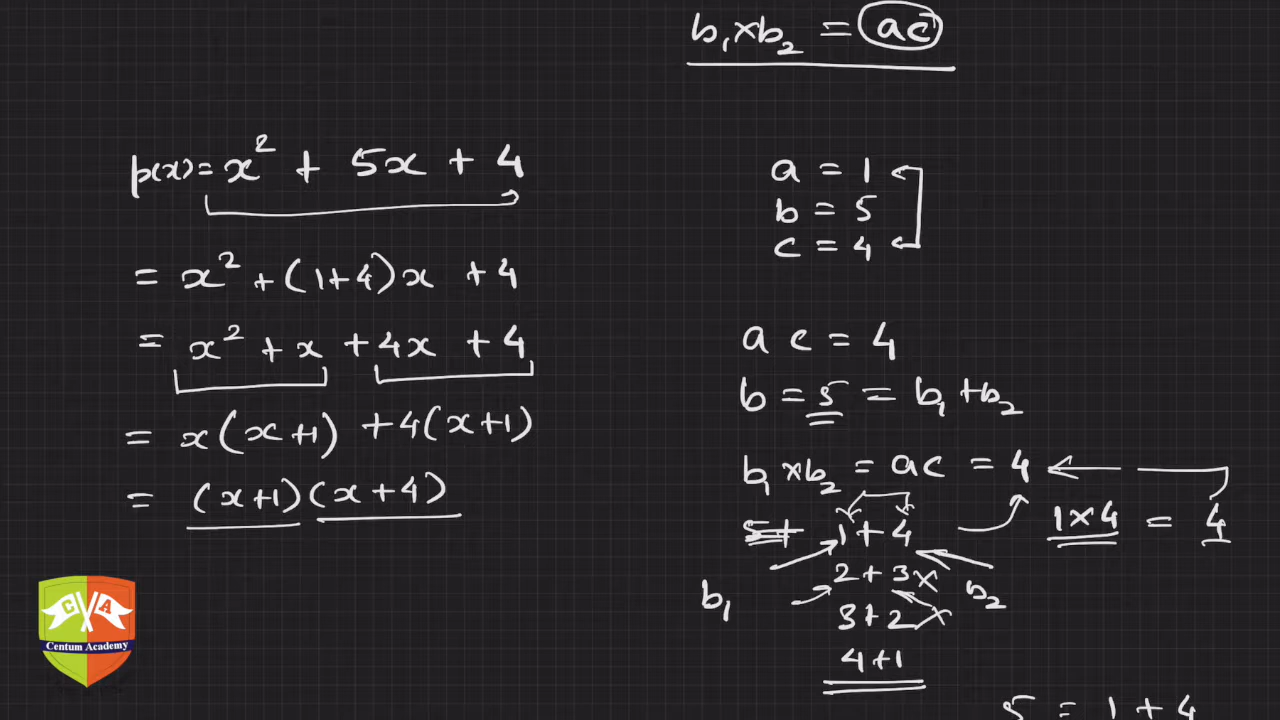 b₁×b₂ = ac
p(x)= x² + 5x + 4
= x² + (1+4)x + 4
= x² + x + 4x + 4
= x(x+1) + 4(x+1)
= (x+1)(x+4)
a = 1
b = 5
c = 4
a c = 4
b = 5 = b₁ + b₂
b₁ × b₂ = ac = 4
1 + 4
1×4 = 4
2 + 3 ×
3 + 2 ×
4 + 1
b₁
b₂
5 = 1 + 4
C A
Centum Academy